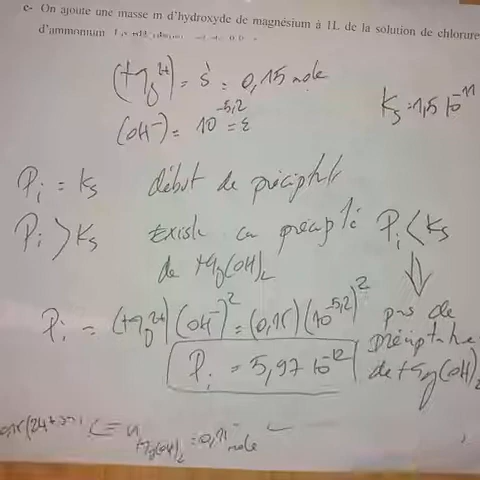 c- On ajoute une masse m d'hydroxyde de magnésium à 1L de la solution de chlorure
d'ammonium
(Mg²⁺) = s' = 0,15 mole
Ks = 1,5 10⁻¹¹
(OH⁻) = 10⁻⁵,² = ε
Pi = Ks début de précipitat
Pi > Ks Existe un précipité
de Mg(OH)₂
Pi < Ks
⇓
pas de
précipitation
de Mg(OH)₂
Pi = (Mg²⁺)(OH⁻)² = (0,15)(10⁻⁵,²)²
Pi = 5,97 10⁻¹²
<= n Mg(OH)₂ = 0,15 mole